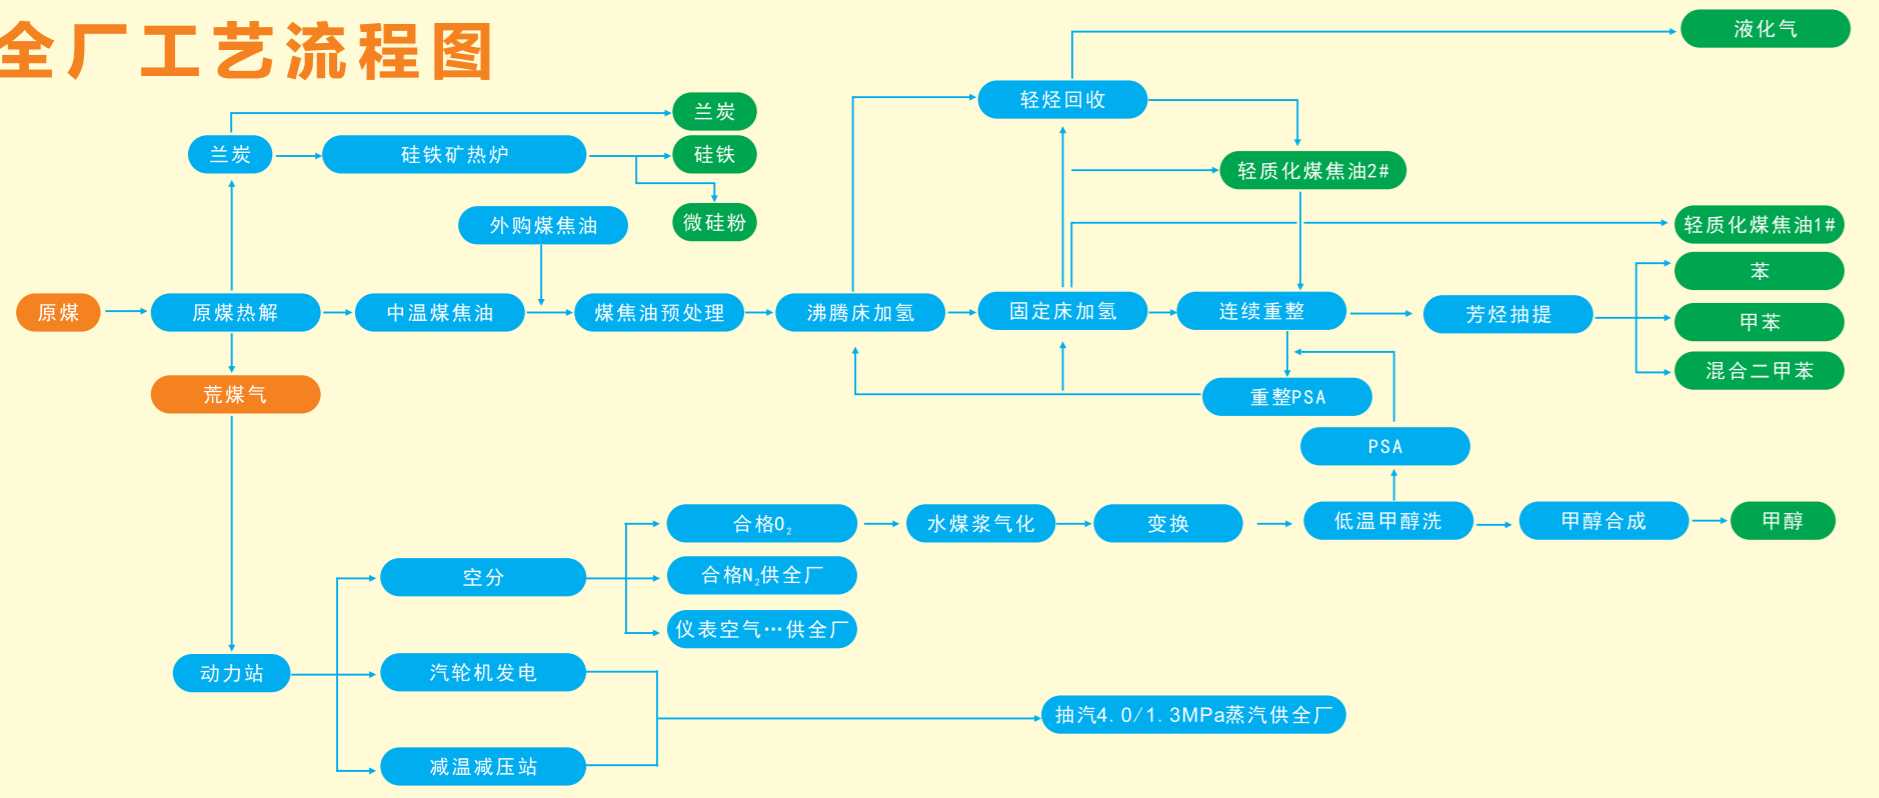 全厂工艺流程图
液化气
轻烃回收
兰炭
兰炭
硅铁矿热炉
硅铁
轻质化煤焦油2#
外购煤焦油
微硅粉
轻质化煤焦油1#
苯
原煤
原煤热解
中温煤焦油
煤焦油预处理
沸腾床加氢
固定床加氢
连续重整
芳烃抽提
甲苯
混合二甲苯
荒煤气
重整PSA
PSA
合格O₂
水煤浆气化
变换
低温甲醇洗
甲醇合成
甲醇
空分
合格N₂供全厂
仪表空气…供全厂
动力站
汽轮机发电
抽汽4.0/1.3MPa蒸汽供全厂
减温减压站